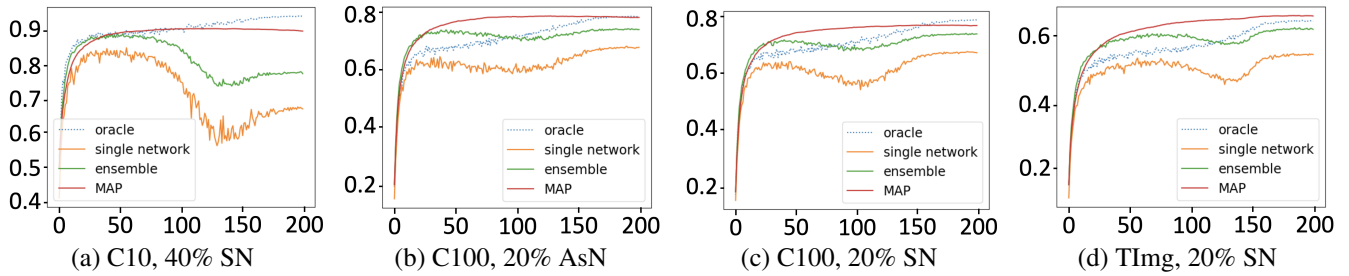 0.9
0.8
0.7
0.6
0.5
0.4
oracle
single network
ensemble
MAP
0 50 100 150 200
(a) C10, 40% SN
0.8
0.6
0.4
0.2
oracle
single network
ensemble
MAP
0 50 100 150 200
(b) C100, 20% AsN
0.8
0.6
0.4
0.2
oracle
single network
ensemble
MAP
0 50 100 150 200
(c) C100, 20% SN
0.6
0.4
0.2
oracle
single network
ensemble
MAP
0 50 100 150 200
(d) TImg, 20% SN